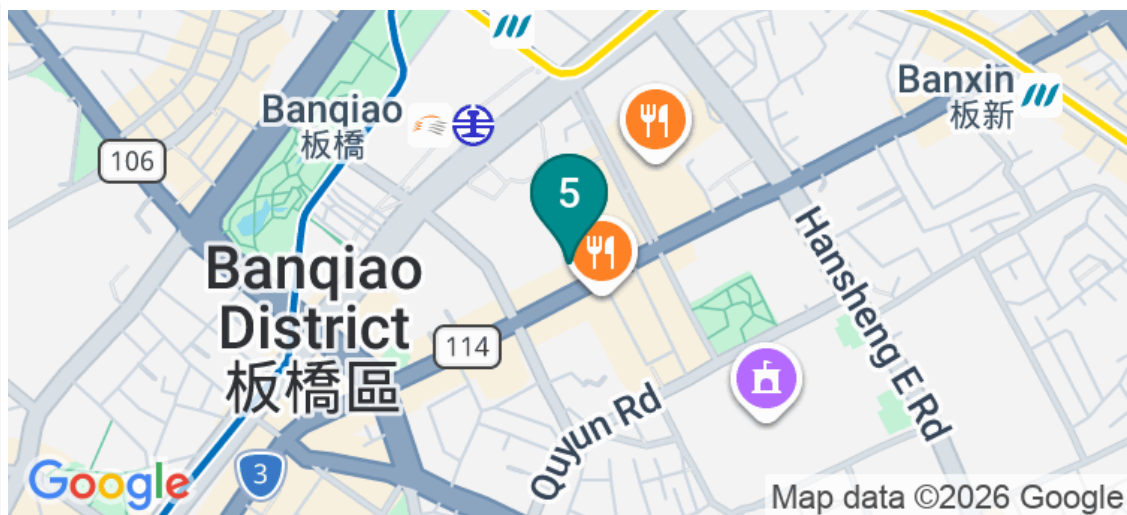 Banqiao
板橋
Banxin
板新
106
5
Banqiao
District
板橋區
114
Hansheng E Rd
Quyun Rd
3
Google
Map data ©2026 Google